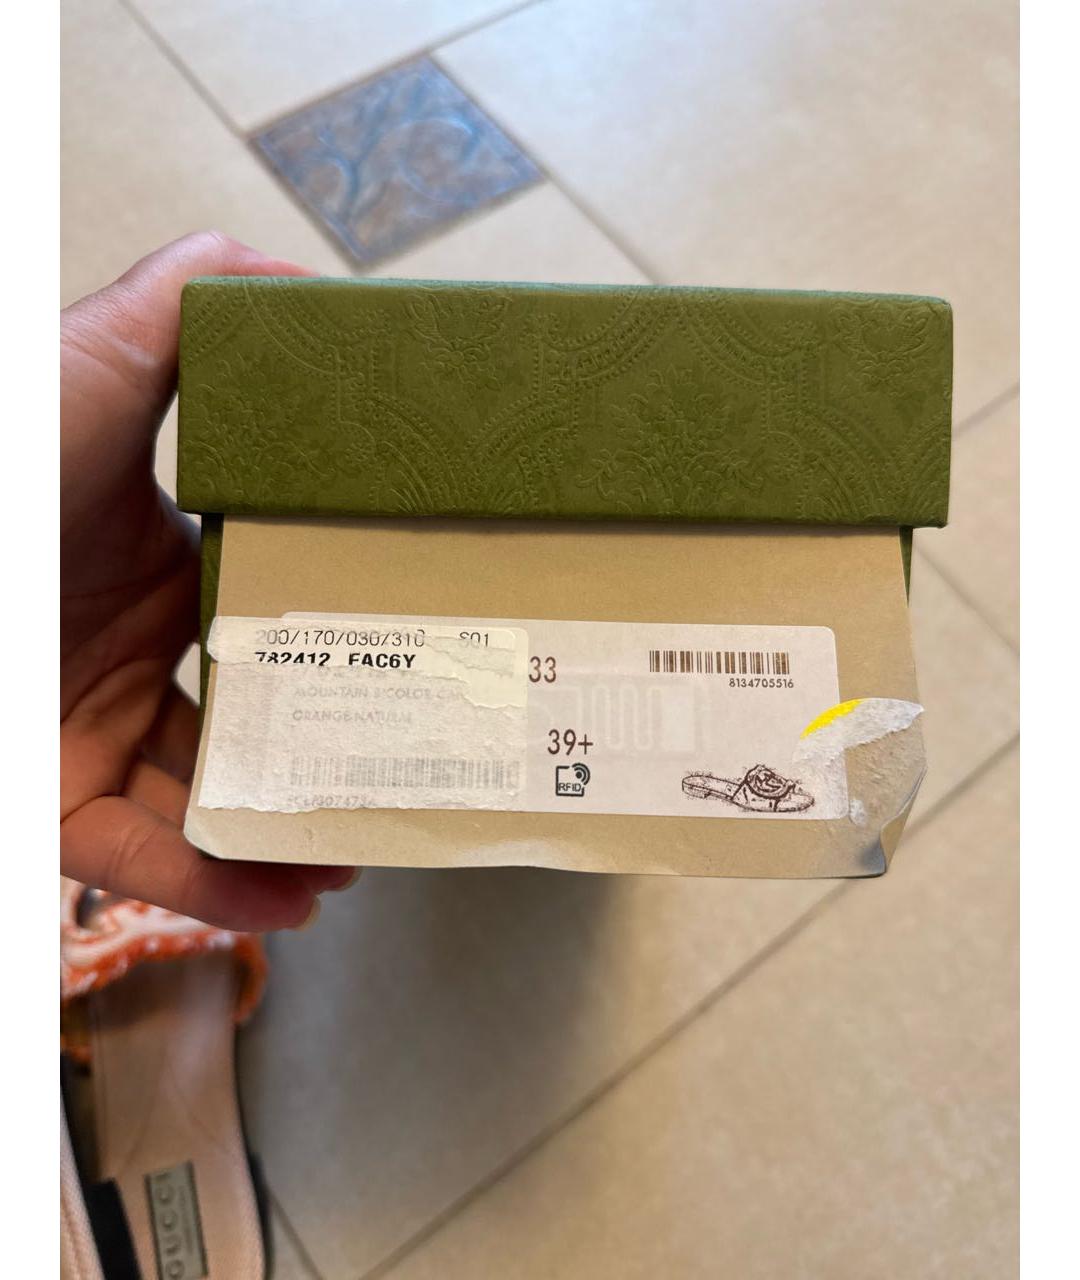 200/170/030/310 S01
782412 FAC6Y
33
8134705516
MOUNTAIN BICOLOR
ORANGE NATURAL
39+
RFID
GUCCI